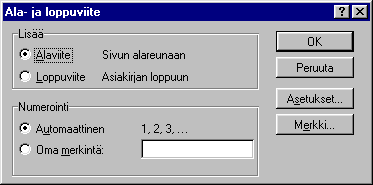 Ala- ja loppuviite
Lisää
Alaviite Sivun alareunaan
Loppuviite Asiakirjan loppuun
Numerointi
Automaattinen 1, 2, 3, ...
Oma merkintä:
OK
Peruuta
Asetukset...
Merkki...